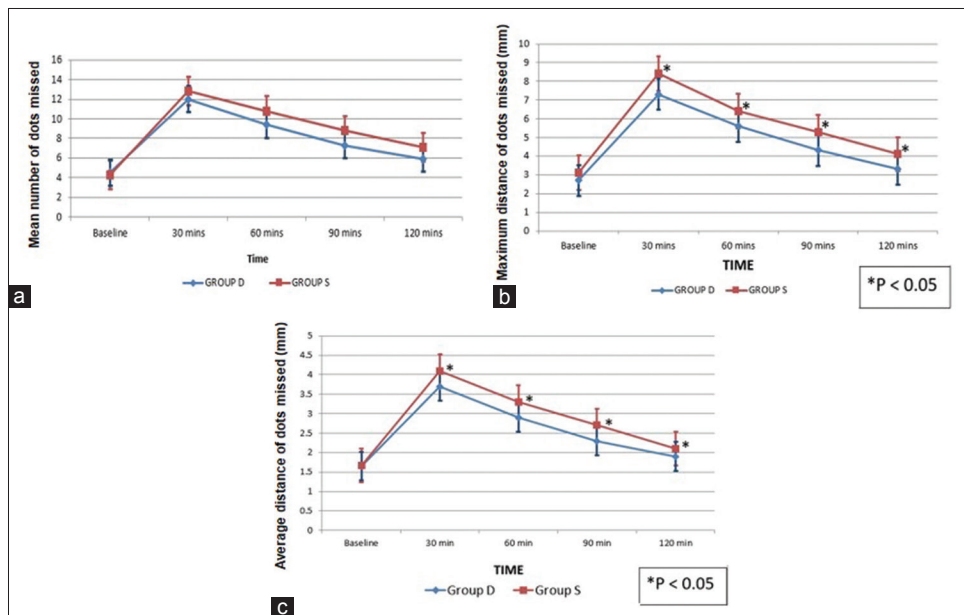 Mean number of dots missed
16
14
12
10
8
6
4
2
0
Baseline 30 mins 60 mins 90 mins 120 mins
Time
GROUP D GROUP S
a
Maximum distance of dots missed (mm)
10
9
8
7
6
5
4
3
2
1
0
* * * *
Baseline 30 mins 60 mins 90 mins 120 mins
TIME
GROUP D GROUP S
*P < 0.05
b
Average distance of dots missed (mm)
5
4.5
4
3.5
3
2.5
2
1.5
1
0.5
0
* * * *
Baseline 30 min 60 min 90 min 120 min
TIME
Group D Group S
*P < 0.05
c